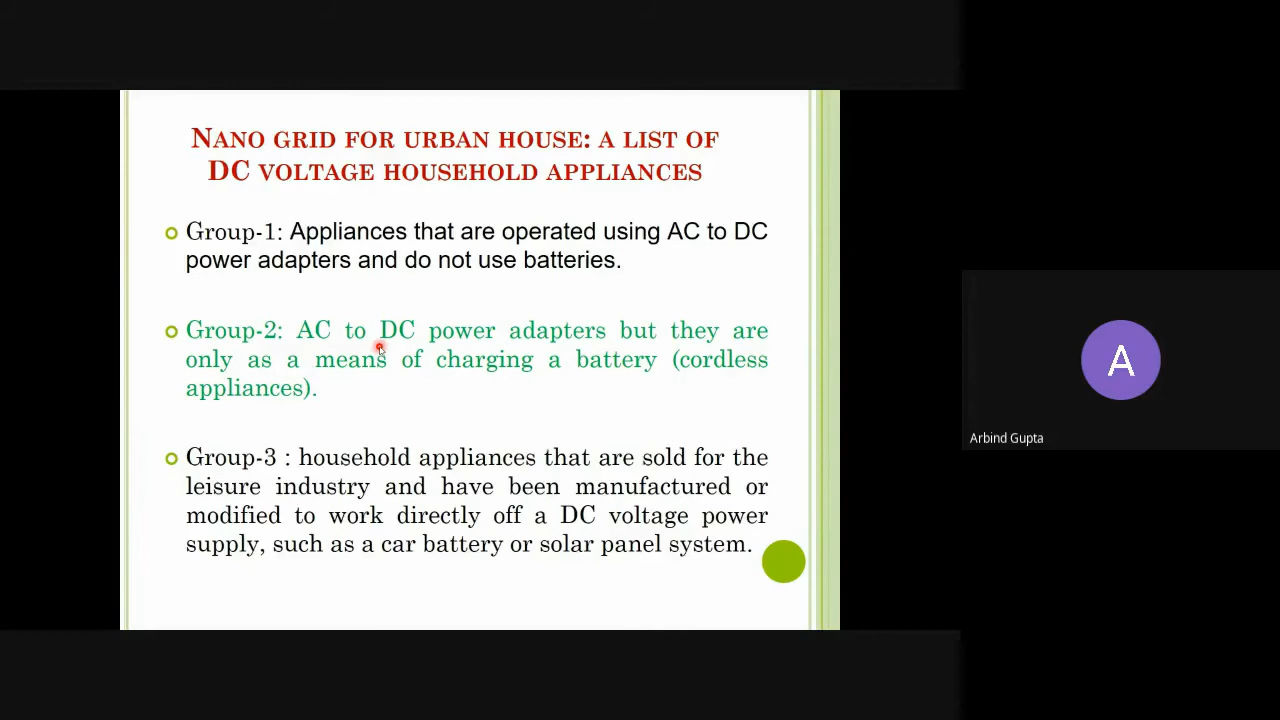 NANO GRID FOR URBAN HOUSE: A LIST OF
DC VOLTAGE HOUSEHOLD APPLIANCES
Group-1: Appliances that are operated using AC to DC
power adapters and do not use batteries.
Group-2: AC to DC power adapters but they are
only as a means of charging a battery (cordless
appliances).
Group-3 : household appliances that are sold for the
leisure industry and have been manufactured or
modified to work directly off a DC voltage power
supply, such as a car battery or solar panel system.
A
Arbind Gupta